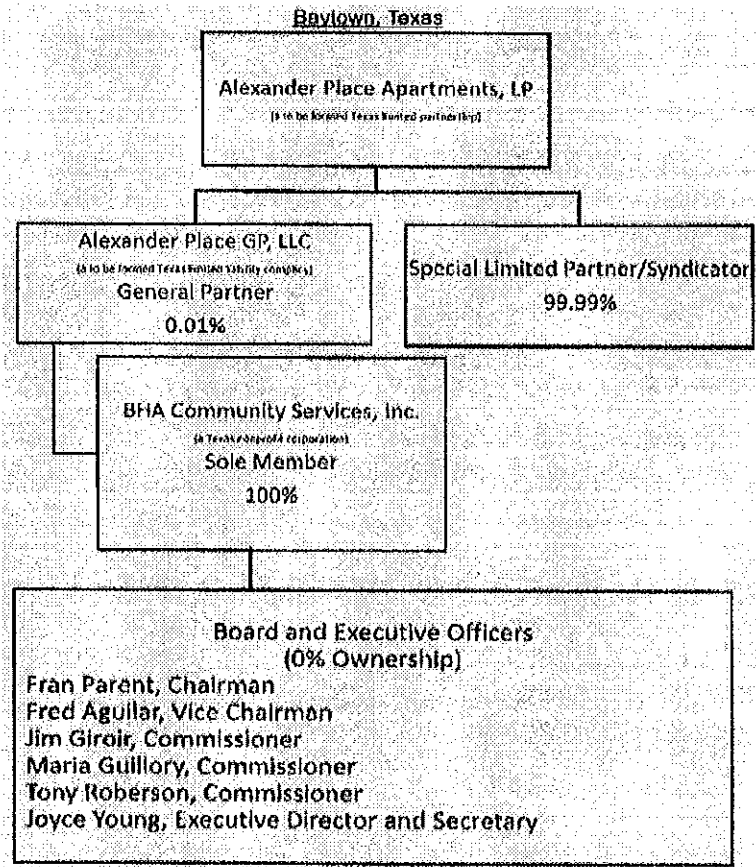 Baytown, Texas
Alexander Place Apartments, LP
(a to be formed Texas limited partnership)
Alexander Place GP, LLC
(a to be formed Texas limited liability company)
General Partner
0.01%
Special Limited Partner/Syndicator
99.99%
BHA Community Services, Inc.
(a Texas nonprofit corporation)
Sole Member
100%
Board and Executive Officers
(0% Ownership)
Fran Parent, Chairman
Fred Aguilar, Vice Chairman
Jim Giroir, Commissioner
Maria Guillory, Commissioner
Tony Roberson, Commissioner
Joyce Young, Executive Director and Secretary